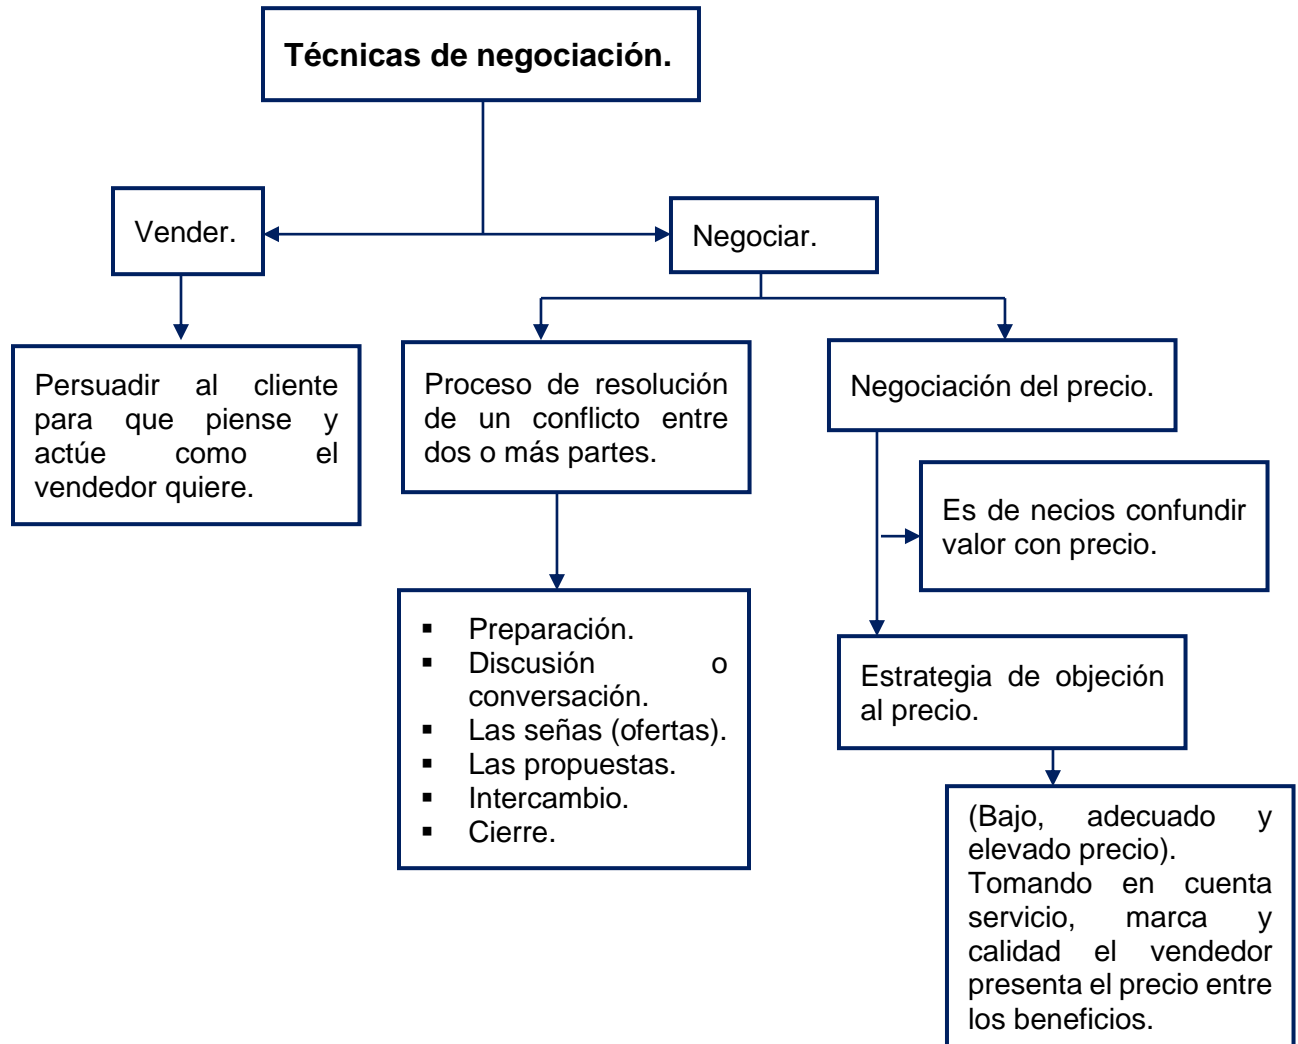 Técnicas de negociación.
Vender.
Negociar.
Persuadir al cliente
para que piense y
actúe como el
vendedor quiere.
Proceso de resolución
de un conflicto entre
dos o más partes.
Negociación del precio.
Es de necios confundir
valor con precio.
▪ Preparación.
▪ Discusión o
conversación.
▪ Las señas (ofertas).
▪ Las propuestas.
▪ Intercambio.
▪ Cierre.
Estrategia de objeción
al precio.
(Bajo, adecuado y
elevado precio).
Tomando en cuenta
servicio, marca y
calidad el vendedor
presenta el precio entre
los beneficios.